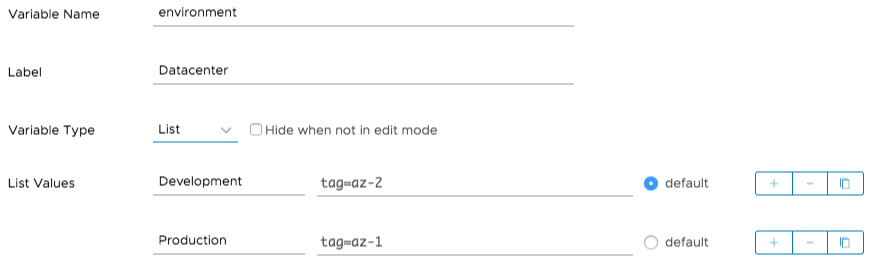 Variable Name environment
Label Datacenter
Variable Type List Hide when not in edit mode
List Values Development tag=az-2 default + -
Production tag=az-1 default + -